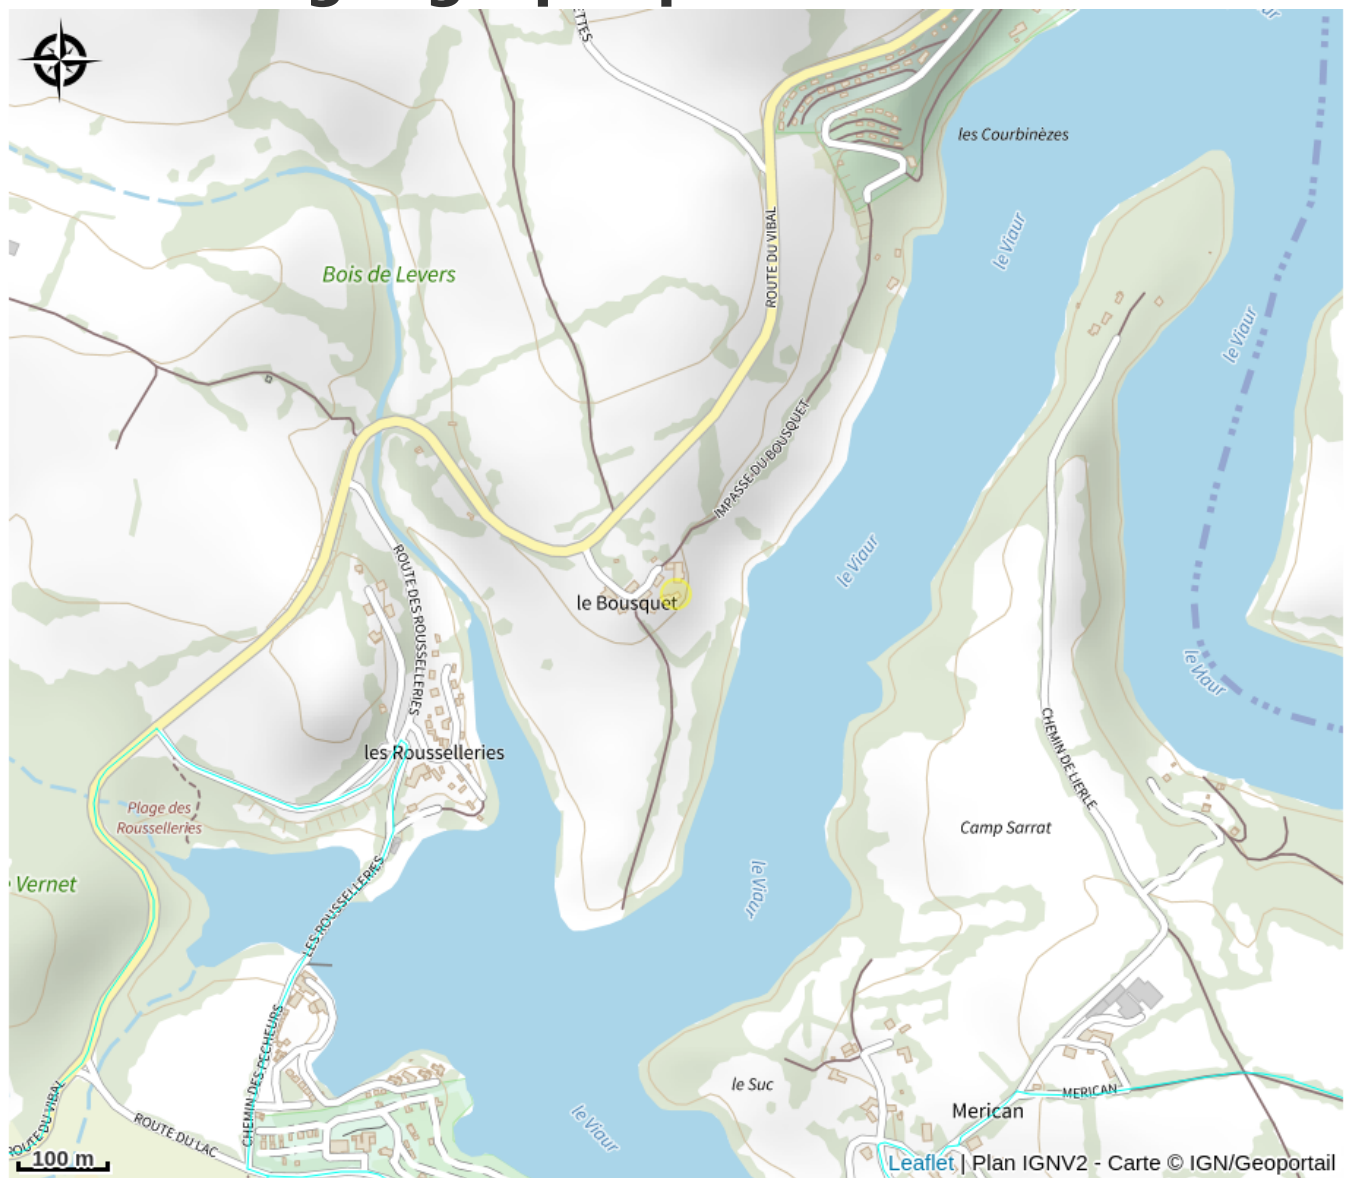 ETTES
les Courbinèzes
ROUTE DU VIBAL
le Viaur
Bois de Levers
le Viaur
IMPASSE DU BOUSQUET
le Viaur
ROUTE DES ROUSSELLERIES
le Bousquet
le Viaur
les Rousselleries
CHEMIN DE LIERLE
Plage des
Rousselleries
Camp Sarrat
Vernet
le Viaur
LES ROUSSELLERIES
CHEMIN DES PECHEURS
le Suc
MERICAN
Merican
ROUTE DU VIBAL
ROUTE DU LAC
le Viaur
100 m
Leaflet | Plan IGNV2 - Carte © IGN/Geoportail